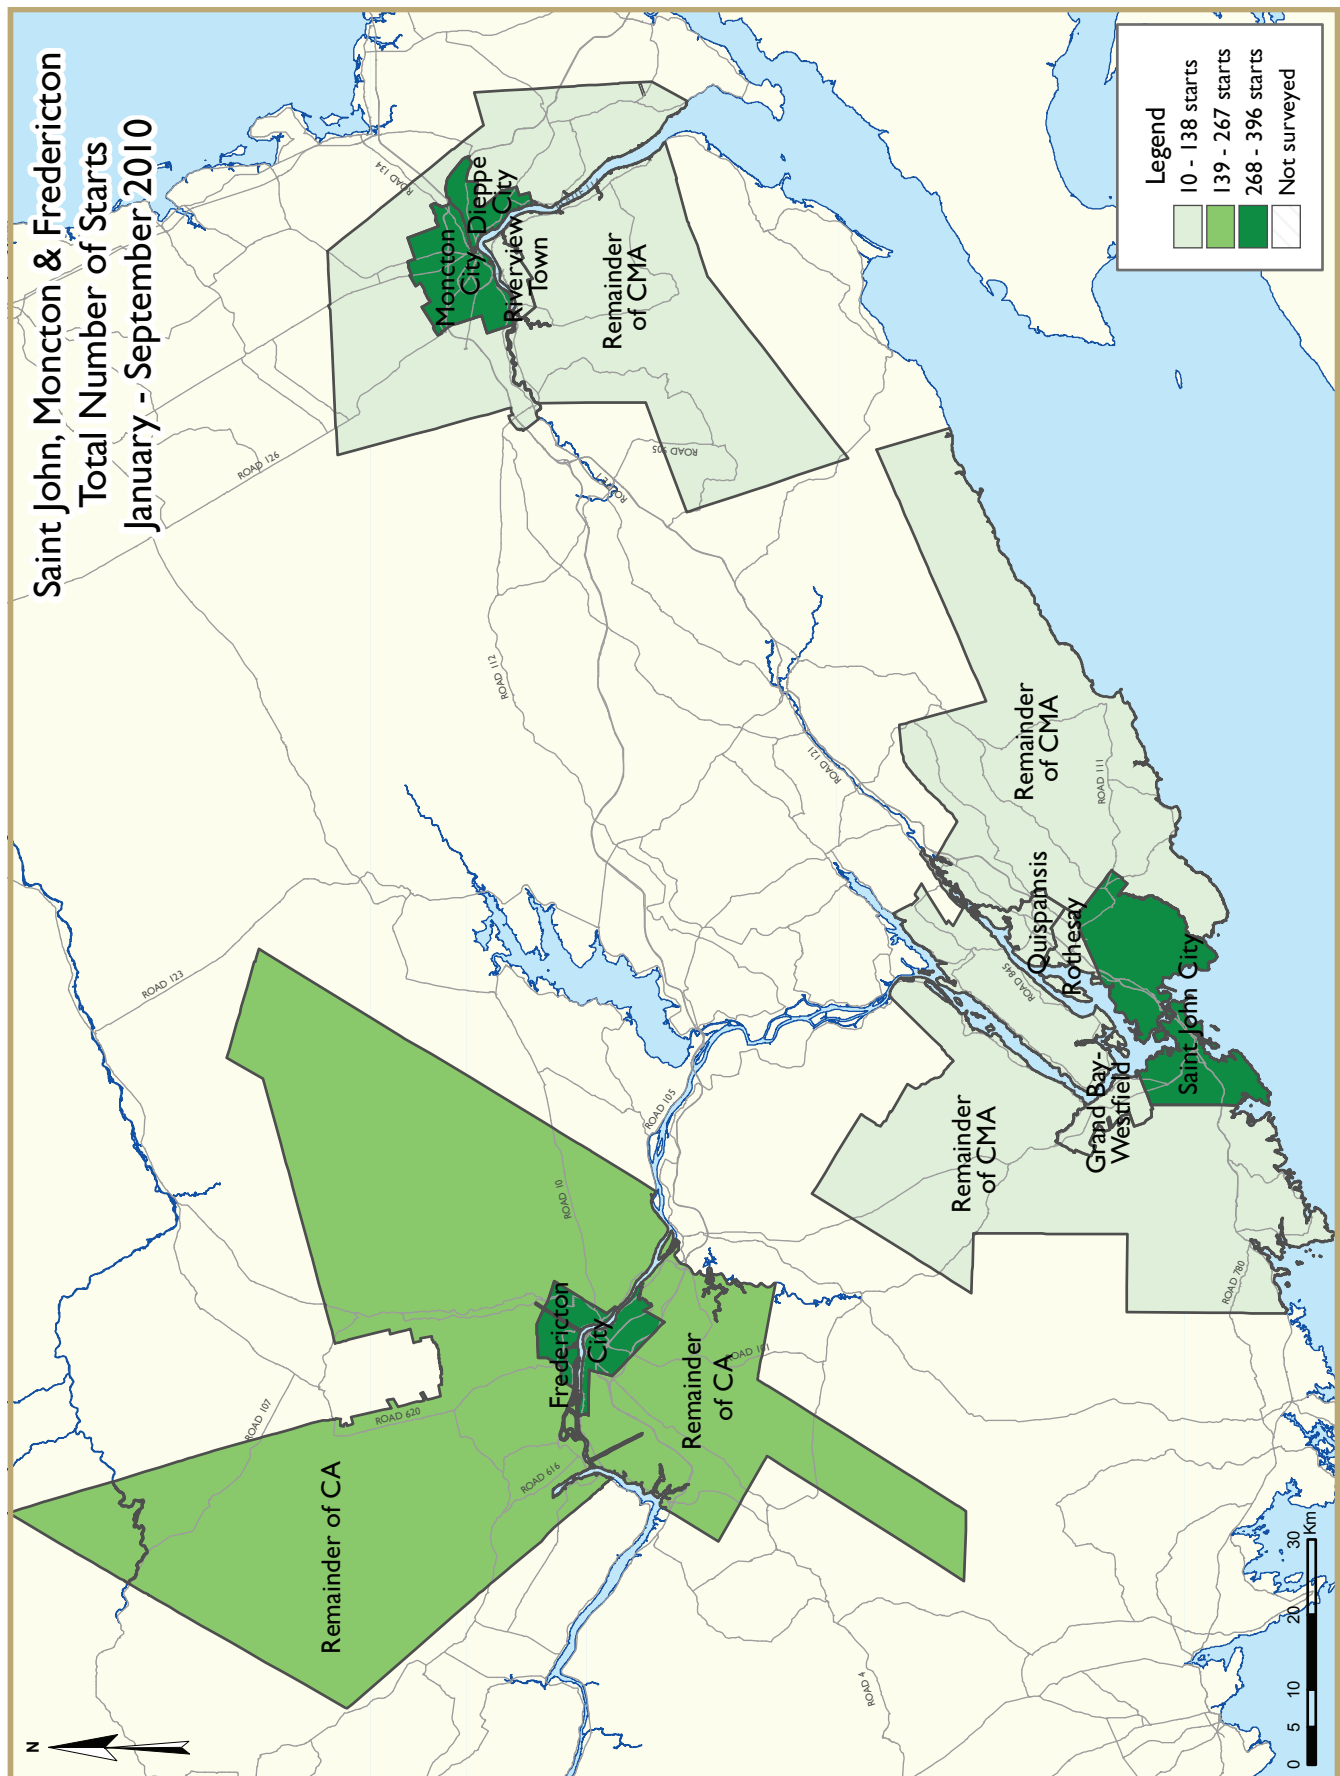 Saint John, Moncton & Fredericton
Total Number of Starts
January - September 2010
N
ROAD 134
ROAD 126
Moncton
City
Dieppe
City
Riverview
Town
Remainder
of CMA
ROAD 505
ROAD 112
ROAD 123
ROAD 121
ROAD 107
ROAD 620
Remainder of CA
ROAD 616
ROAD 10
ROAD 105
Fredericton
City
Remainder
of CA
ROAD 101
Remainder
of CMA
ROAD 111
Quispamsis
Rothesay
ROAD 845
Remainder
of CMA
Grand Bay-
Westfield
Saint John City
ROAD 780
ROAD 4
Legend
10 - 138 starts
139 - 267 starts
268 - 396 starts
Not surveyed
0 5 10 20 30
Km